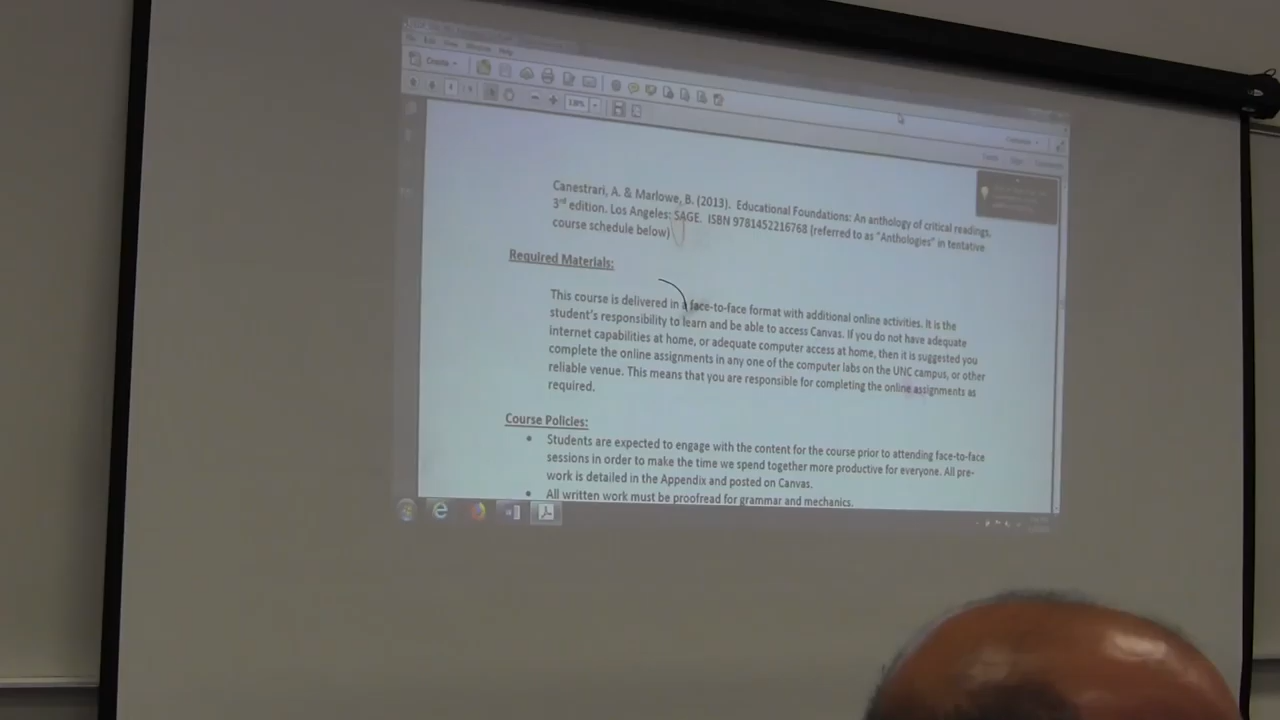 Create
Canestrari, A. & Marlowe, B. (2013). Educational Foundations: An anthology of critical readings.
3rd edition. Los Angeles: SAGE. ISBN 9781452216768 (referred to as "Anthologies" in tentative
course schedule below)
Required Materials:
This course is delivered in a face-to-face format with additional online activities. It is the
student's responsibility to learn and be able to access Canvas. If you do not have adequate
internet capabilities at home, or adequate computer access at home, then it is suggested you
complete the online assignments in any one of the computer labs on the UNC campus, or other
reliable venue. This means that you are responsible for completing the online assignments as
required.
Course Policies:
• Students are expected to engage with the content for the course prior to attending face-to-face
sessions in order to make the time we spend together more productive for everyone. All pre-
work is detailed in the Appendix and posted on Canvas.
• All written work must be proofread for grammar and mechanics.